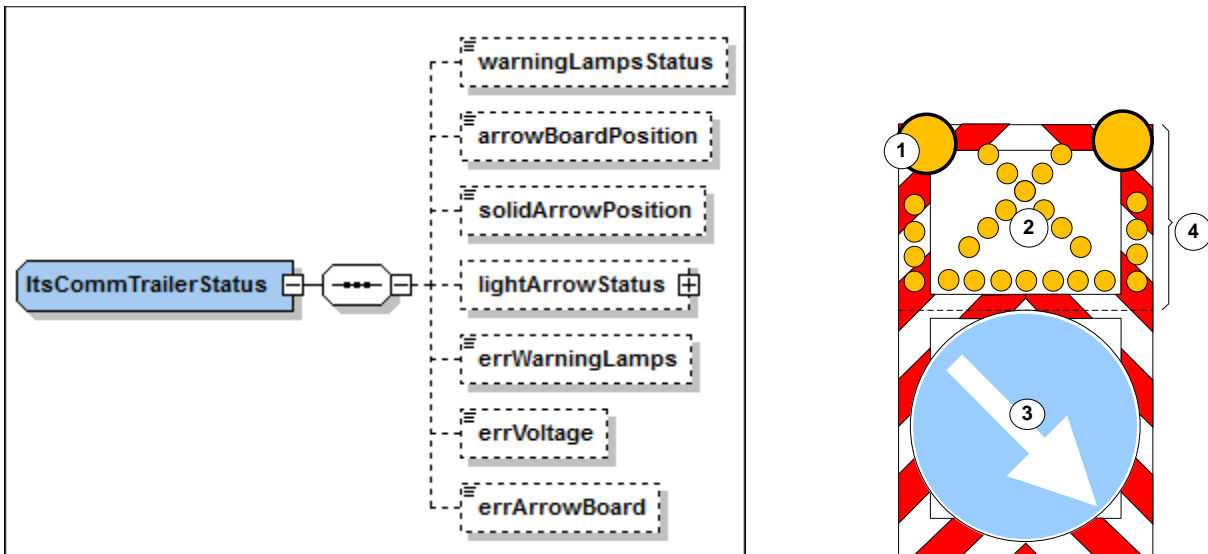 warningLampsStatus
arrowBoardPosition
solidArrowPosition
ItsCommTrailerStatus
lightArrowStatus
errWarningLamps
errVoltage
errArrowBoard
1
2
4
3